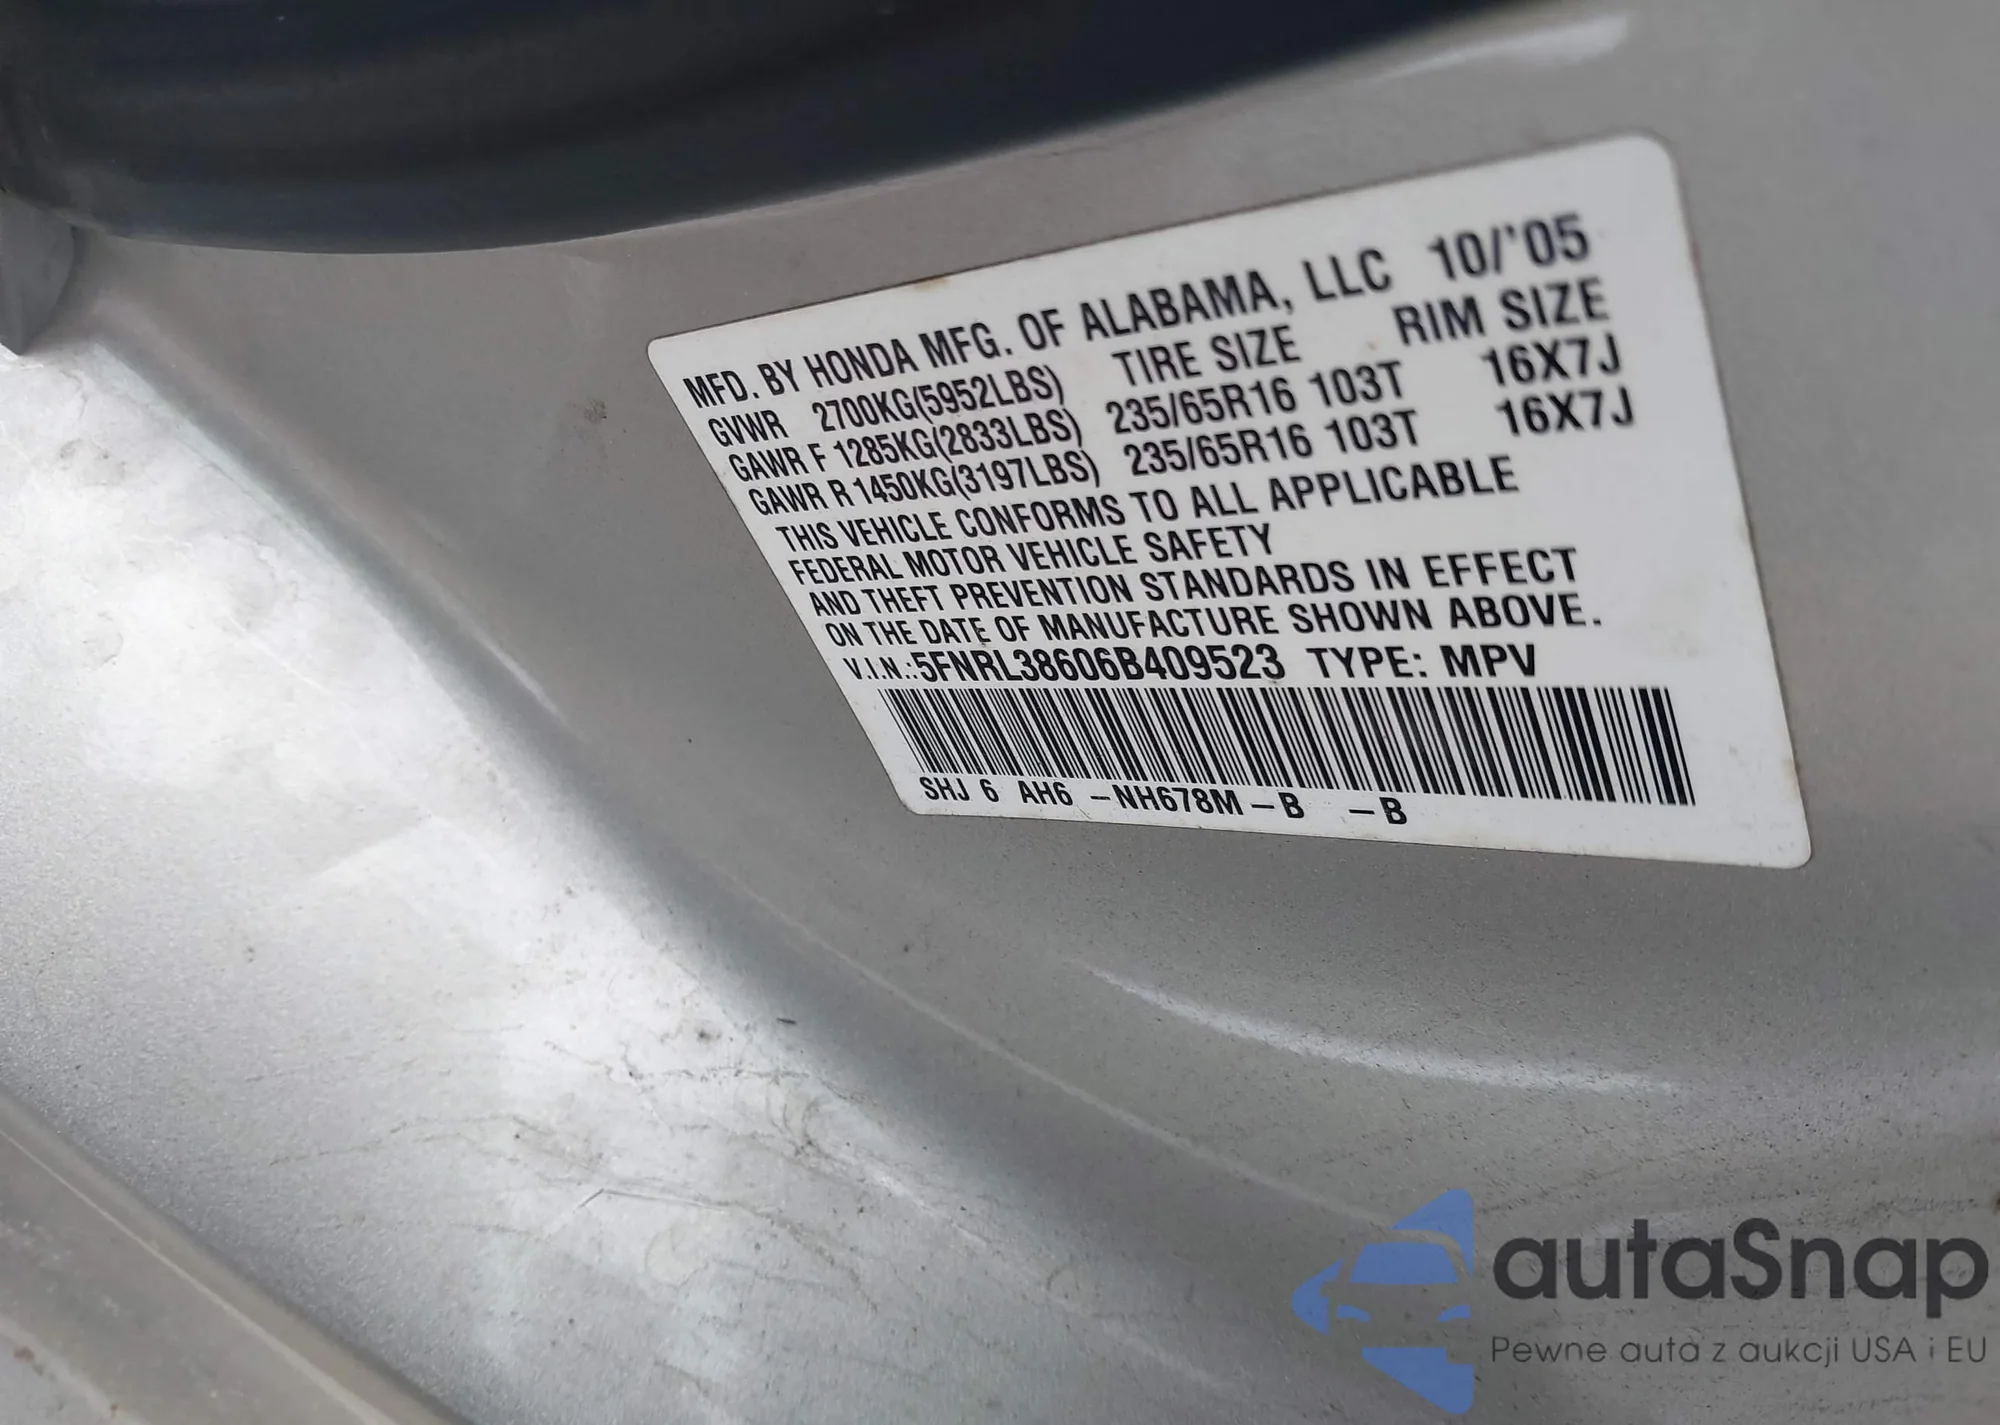 MFD. BY HONDA MFG. OF ALABAMA, LLC 10/'05
GVWR 2700KG(5952LBS) TIRE SIZE RIM SIZE
GAWR F 1285KG(2833LBS) 235/65R16 103T 16X7J
GAWR R 1450KG(3197LBS) 235/65R16 103T 16X7J
THIS VEHICLE CONFORMS TO ALL APPLICABLE
FEDERAL MOTOR VEHICLE SAFETY
AND THEFT PREVENTION STANDARDS IN EFFECT
ON THE DATE OF MANUFACTURE SHOWN ABOVE.
V.I.N.:5FNRL38606B409523 TYPE: MPV
SHJ 6 AH6 -NH678M -B -B
autaSnap
Pewne auta z aukcji USA i EU